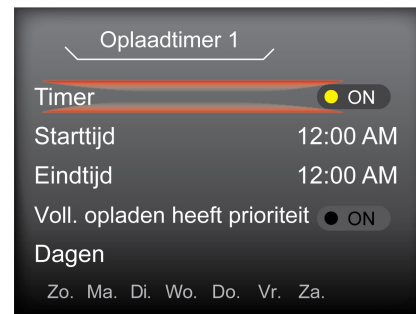 Oplaadtimer 1
Timer ON
Starttijd 12:00 AM
Eindtijd 12:00 AM
Voll. opladen heeft prioriteit ON
Dagen
Zo. Ma. Di. Wo. Do. Vr. Za.